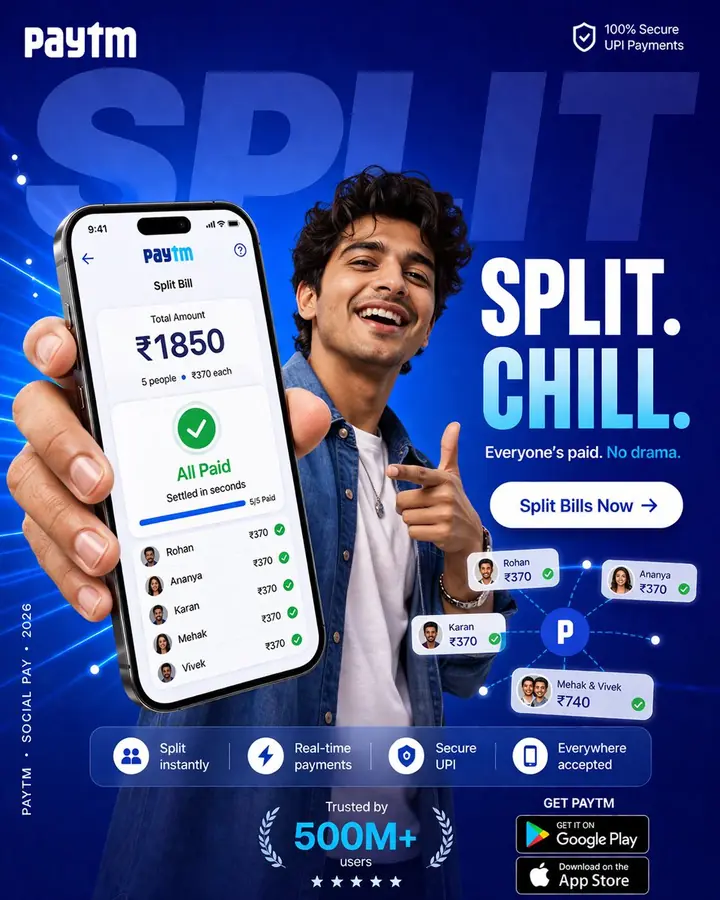 paytm
100% Secure
UPI Payments
SPLIT
9:41
paytm
Split Bill
Total Amount
₹1850
5 people • ₹370 each
All Paid
Settled in seconds
5/5 Paid
Rohan ₹370
Ananya ₹370
Karan ₹370
Mehak ₹370
Vivek ₹370
SPLIT.
CHILL.
Everyone's paid. No drama.
Split Bills Now →
Rohan
₹370
Ananya
₹370
Karan
₹370
P
Mehak & Vivek
₹740
PAYTM • SOCIAL PAY • 2026
Split
instantly
Real-time
payments
Secure
UPI
Everywhere
accepted
Trusted by
500M+
users
GET PAYTM
GET IT ON
Google Play
Download on the
App Store